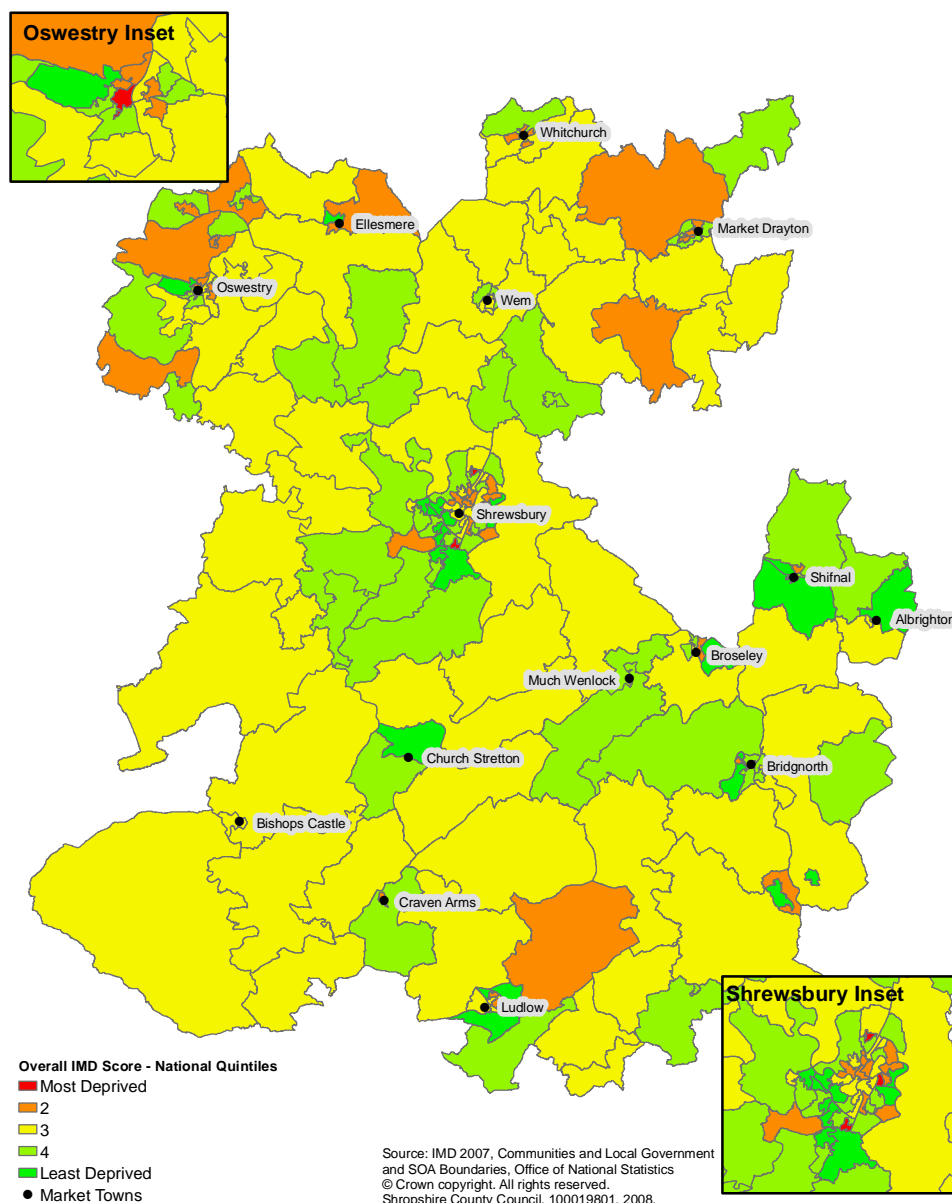 Oswestry Inset
Whitchurch
Ellesmere
Market Drayton
Oswestry
Wem
Shrewsbury
Shifnal
Albrighton
Broseley
Much Wenlock
Church Stretton
Bridgnorth
Bishops Castle
Craven Arms
Ludlow
Shrewsbury Inset
Overall IMD Score - National Quintiles
Most Deprived
2
3
4
Least Deprived
Market Towns
Source: IMD 2007, Communities and Local Government
and SOA Boundaries, Office of National Statistics
© Crown copyright. All rights reserved.
Shropshire County Council. 100019801. 2008.